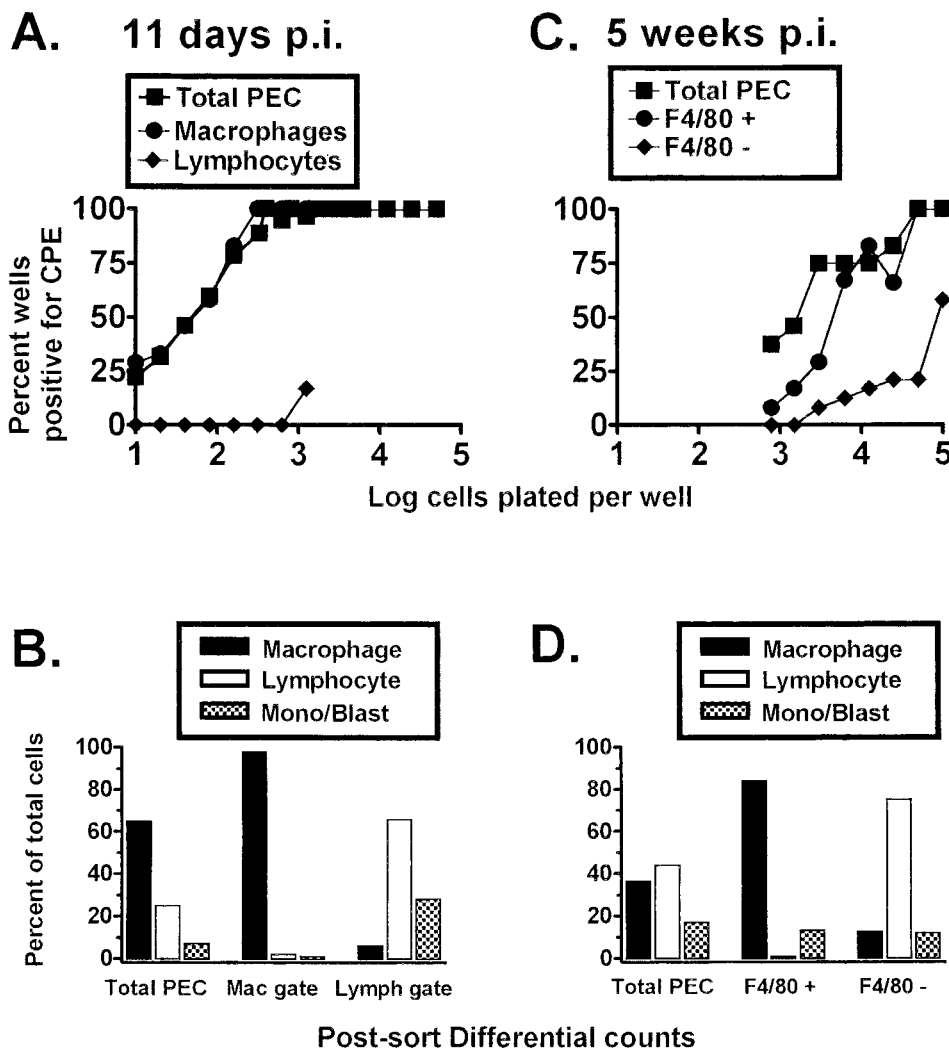 A. 11 days p.i.
Total PEC
Macrophages
Lymphocytes
100
75
50
25
0
1 2 3 4 5
Percent wells
positive for CPE
C. 5 weeks p.i.
Total PEC
F4/80 +
F4/80 -
100
75
50
25
0
1 2 3 4 5
Log cells plated per well
B.
Macrophage
Lymphocyte
Mono/Blast
100
80
60
40
20
0
Percent of total cells
Total PEC Mac gate Lymph gate
D.
Macrophage
Lymphocyte
Mono/Blast
100
80
60
40
20
0
Total PEC F4/80 + F4/80 -
Post-sort Differential counts